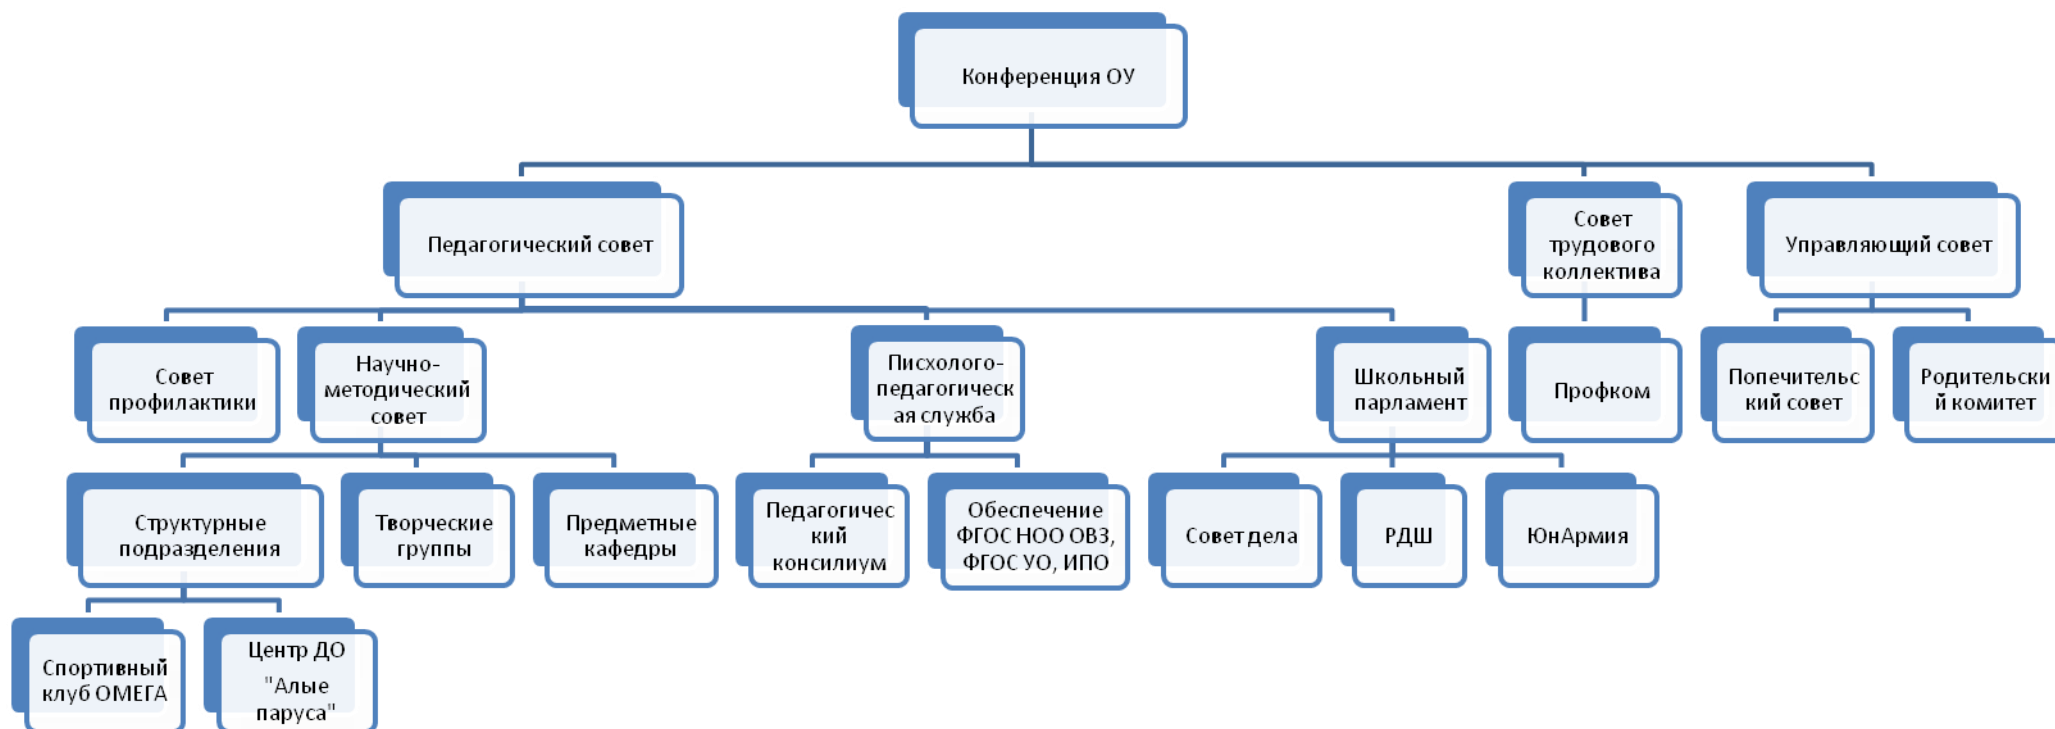 Конференция ОУ
Педагогический совет
Совет
трудового
коллектива
Управляющий совет
Совет
профилактики
Научно-
методический
совет
Писхолого-
педагогическ
ая служба
Школьный
парламент
Профком
Попечительс
кий совет
Родительски
й комитет
Структурные
подразделения
Творческие
группы
Предметные
кафедры
Педагогичес
кий
консилиум
Обеспечение
ФГОС НОО ОВЗ,
ФГОС УО, ИПО
Совет дела
РДШ
ЮнАрмия
Спортивный
клуб ОМЕГА
Центр ДО
"Алые
паруса"